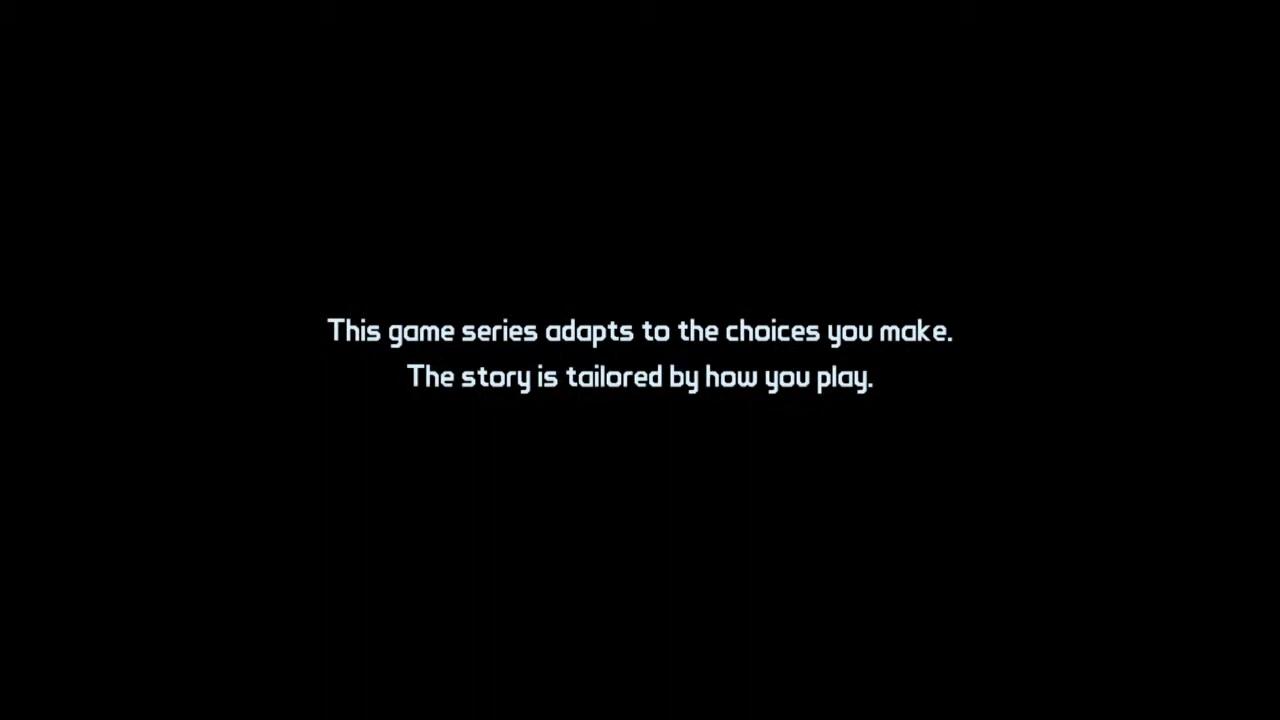 This game series adapts to the choices you make.
The story is tailored by how you play.